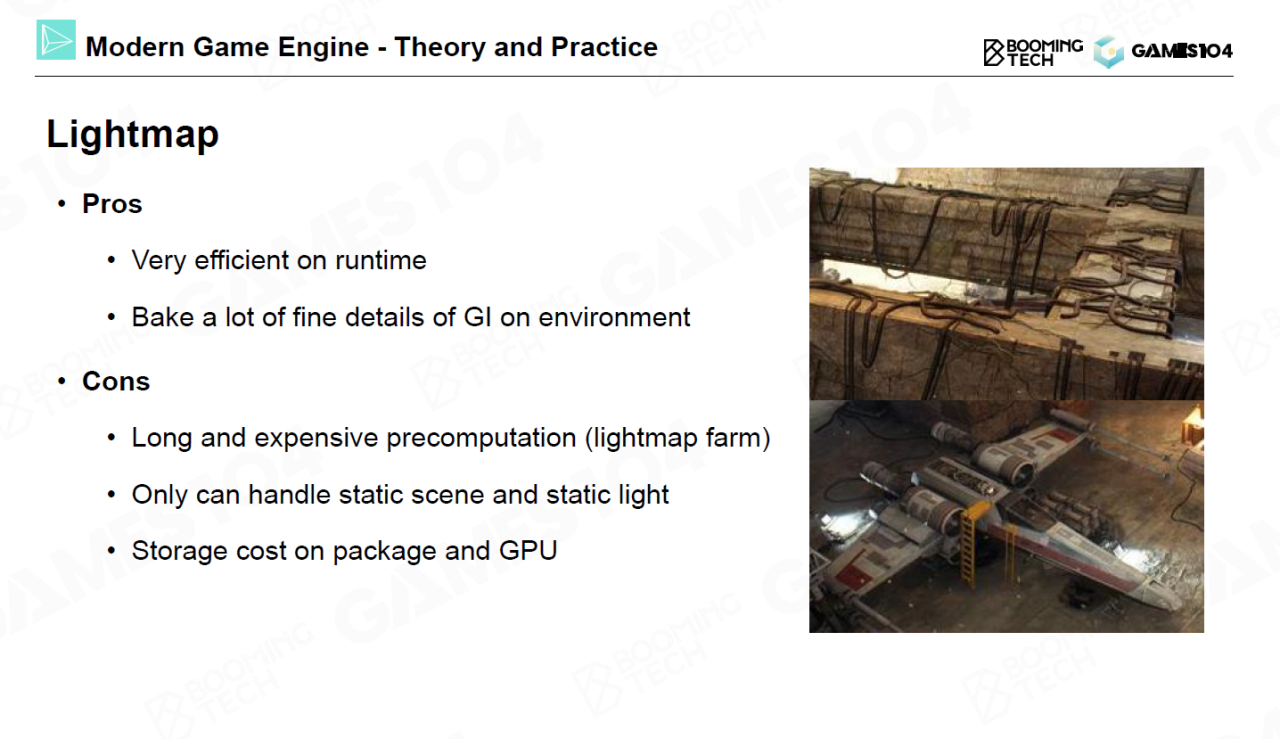 Modern Game Engine - Theory and Practice
BOOMING TECH
GAMES104
Lightmap
• Pros
• Very efficient on runtime
• Bake a lot of fine details of GI on environment
• Cons
• Long and expensive precomputation (lightmap farm)
• Only can handle static scene and static light
• Storage cost on package and GPU